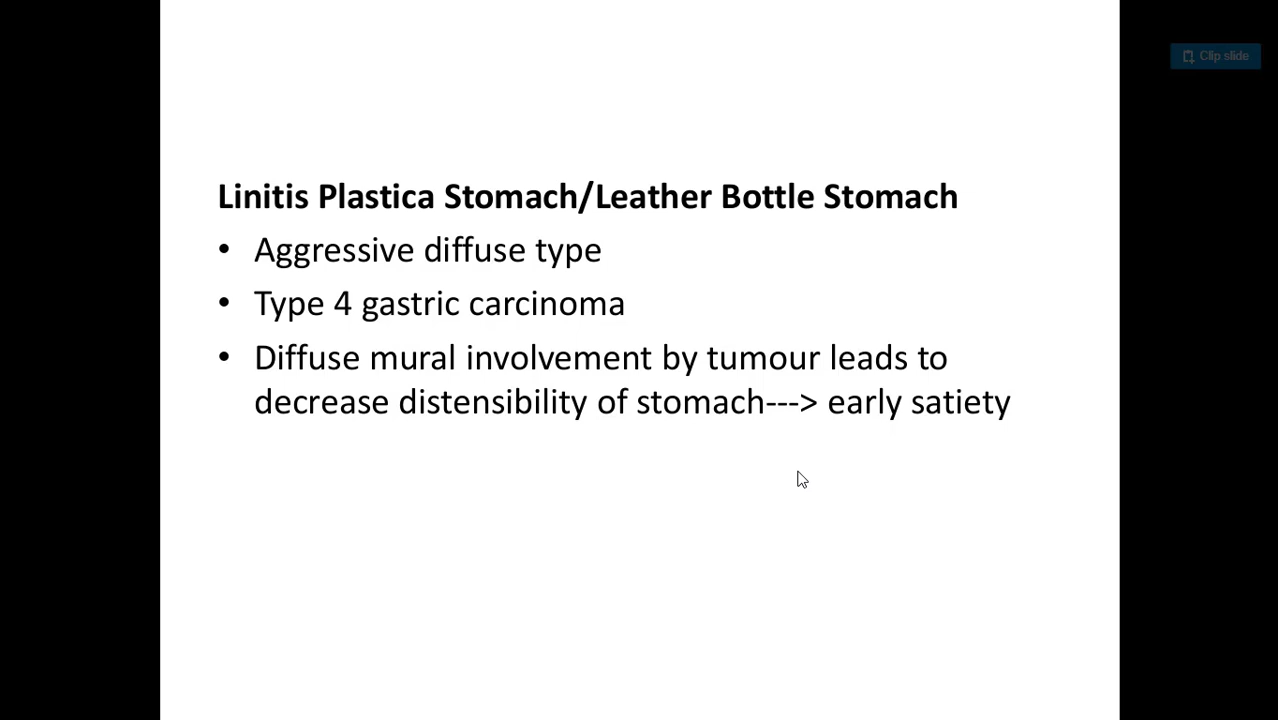 Clip slide
Linitis Plastica Stomach/Leather Bottle Stomach
• Aggressive diffuse type
• Type 4 gastric carcinoma
• Diffuse mural involvement by tumour leads to
decrease distensibility of stomach---> early satiety